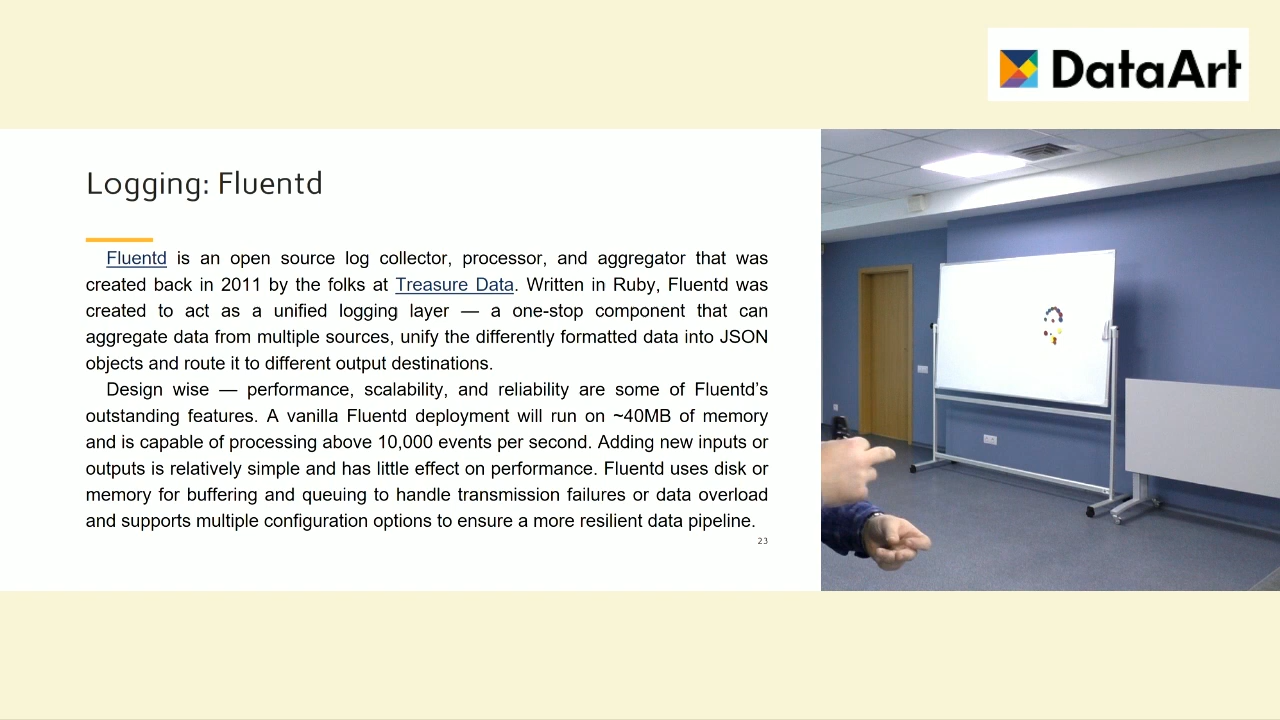 DataArt
Logging: Fluentd
Fluentd is an open source log collector, processor, and aggregator that was
created back in 2011 by the folks at Treasure Data. Written in Ruby, Fluentd was
created to act as a unified logging layer — a one-stop component that can
aggregate data from multiple sources, unify the differently formatted data into JSON
objects and route it to different output destinations.
Design wise — performance, scalability, and reliability are some of Fluentd’s
outstanding features. A vanilla Fluentd deployment will run on ~40MB of memory
and is capable of processing above 10,000 events per second. Adding new inputs or
outputs is relatively simple and has little effect on performance. Fluentd uses disk or
memory for buffering and queuing to handle transmission failures or data overload
and supports multiple configuration options to ensure a more resilient data pipeline.
23